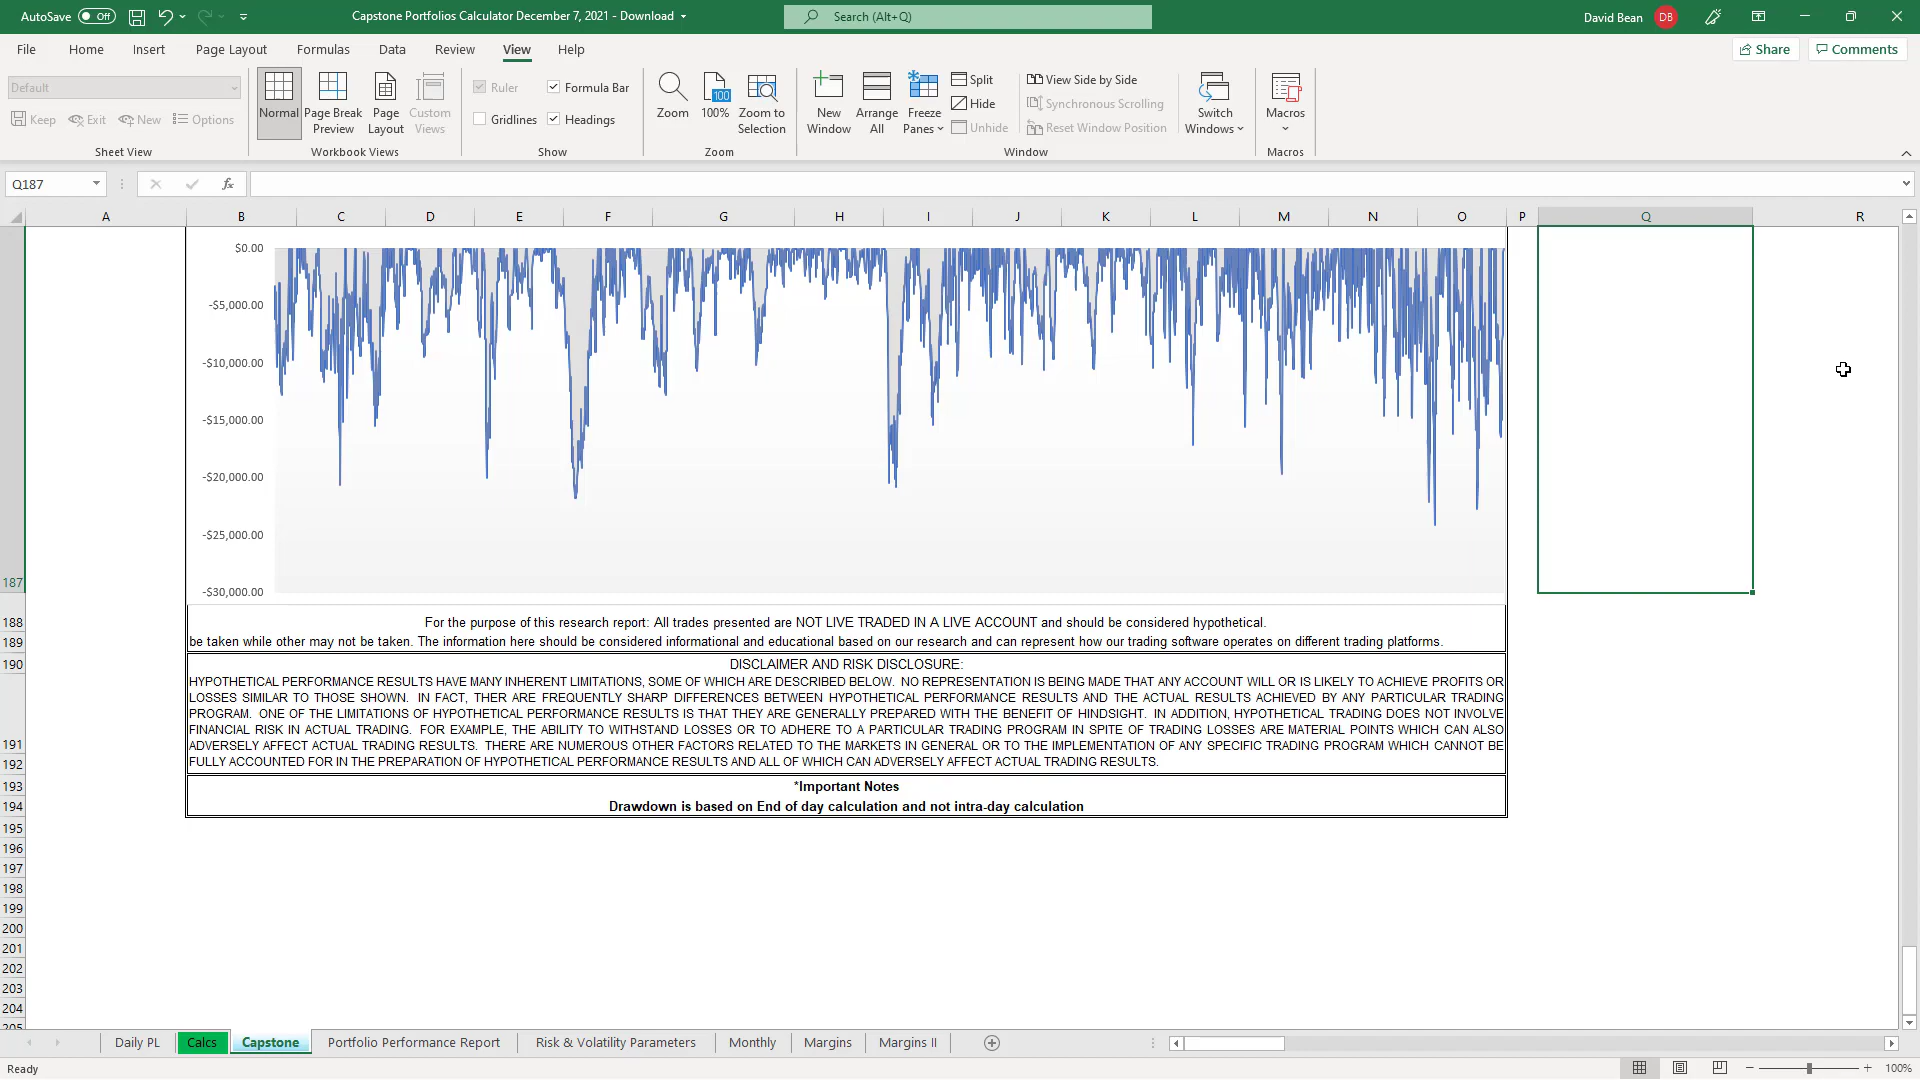 AutoSave Off
Capstone Portfolios Calculator December 7, 2021 - Download
Search (Alt+Q)
David Bean DB
File Home Insert Page Layout Formulas Data Review View Help
Share Comments
Default
Keep Exit New Options
Sheet View
Normal Page Break Preview Page Layout Custom Views
Workbook Views
Ruler Formula Bar
Gridlines Headings
Show
Zoom 100% Zoom to Selection
100
Zoom
New Window Arrange All Freeze Panes
Split
Hide
Unhide
View Side by Side
Synchronous Scrolling
Reset Window Position
Window
Switch Windows
Macros
Macros
Q187
fx
A B C D E F G H I J K L M N O P Q R
$0.00
-$5,000.00
-$10,000.00
-$15,000.00
-$20,000.00
-$25,000.00
187
-$30,000.00
188 For the purpose of this research report: All trades presented are NOT LIVE TRADED IN A LIVE ACCOUNT and should be considered hypothetical.
189 be taken while other may not be taken. The information here should be considered informational and educational based on our research and can represent how our trading software operates on different trading platforms.
190 DISCLAIMER AND RISK DISCLOSURE:
HYPOTHETICAL PERFORMANCE RESULTS HAVE MANY INHERENT LIMITATIONS, SOME OF WHICH ARE DESCRIBED BELOW. NO REPRESENTATION IS BEING MADE THAT ANY ACCOUNT WILL OR IS LIKELY TO ACHIEVE PROFITS OR
LOSSES SIMILAR TO THOSE SHOWN. IN FACT, THER ARE FREQUENTLY SHARP DIFFERENCES BETWEEN HYPOTHETICAL PERFORMANCE RESULTS AND THE ACTUAL RESULTS ACHIEVED BY ANY PARTICULAR TRADING
PROGRAM. ONE OF THE LIMITATIONS OF HYPOTHETICAL PERFORMANCE RESULTS IS THAT THEY ARE GENERALLY PREPARED WITH THE BENEFIT OF HINDSIGHT. IN ADDITION, HYPOTHETICAL TRADING DOES NOT INVOLVE
FINANCIAL RISK IN ACTUAL TRADING. FOR EXAMPLE, THE ABILITY TO WITHSTAND LOSSES OR TO ADHERE TO A PARTICULAR TRADING PROGRAM IN SPITE OF TRADING LOSSES ARE MATERIAL POINTS WHICH CAN ALSO
191 ADVERSELY AFFECT ACTUAL TRADING RESULTS. THERE ARE NUMEROUS OTHER FACTORS RELATED TO THE MARKETS IN GENERAL OR TO THE IMPLEMENTATION OF ANY SPECIFIC TRADING PROGRAM WHICH CANNOT BE
192 FULLY ACCOUNTED FOR IN THE PREPARATION OF HYPOTHETICAL PERFORMANCE RESULTS AND ALL OF WHICH CAN ADVERSELY AFFECT ACTUAL TRADING RESULTS.
193 *Important Notes
194 Drawdown is based on End of day calculation and not intra-day calculation
195
196
197
198
199
200
201
202
203
204
205
Daily PL Calcs Capstone Portfolio Performance Report Risk & Volatility Parameters Monthly Margins Margins II
Ready
100%